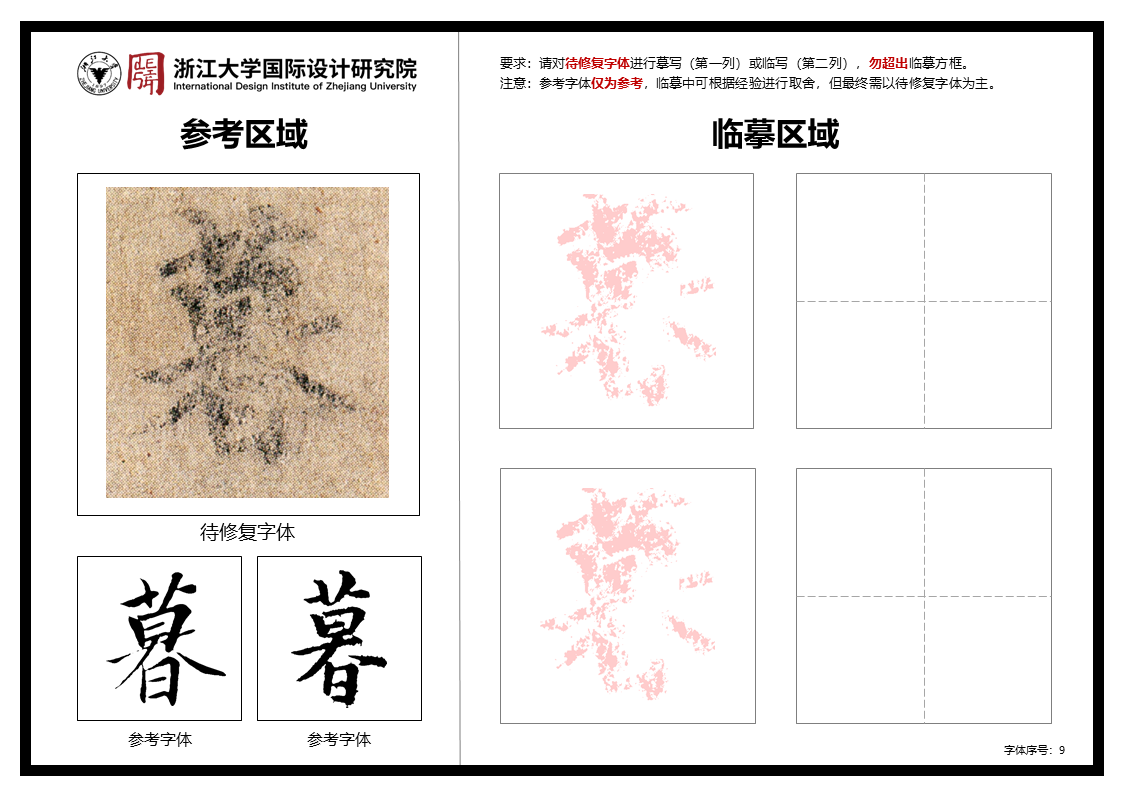 浙江大学国际设计研究院
International Design Institute of Zhejiang University
参考区域
暮
待修复字体
暮
暮
参考字体
参考字体
要求：请对待修复字体进行摹写（第一列）或临写（第二列），勿超出临摹方框。
注意：参考字体仅为参考，临摹中可根据经验进行取舍，但最终需以待修复字体为主。
临摹区域
暮
暮
字体序号：9